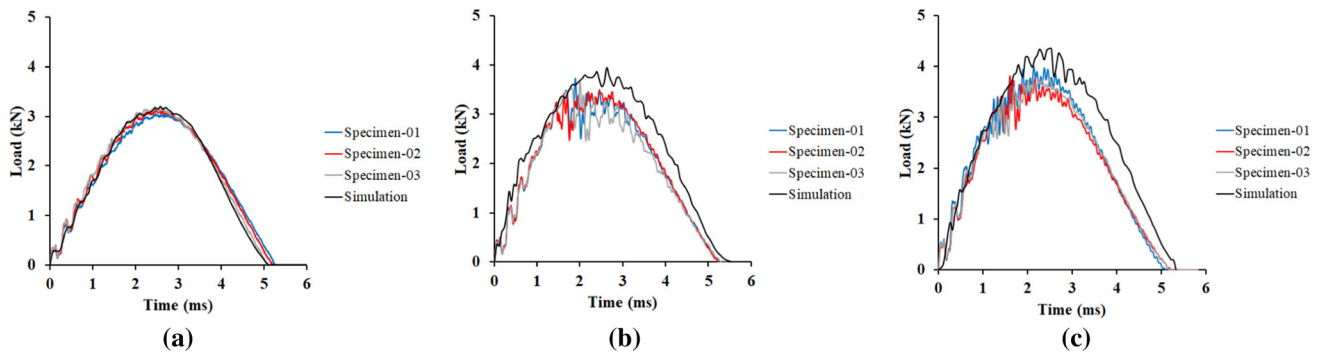 5
4
3
2
1
0
Load (kN)
0 1 2 3 4 5 6
Time (ms)
Specimen-01
Specimen-02
Specimen-03
Simulation
(a)
5
4
3
2
1
0
Load (kN)
0 1 2 3 4 5 6
Time (ms)
Specimen-01
Specimen-02
Specimen-03
Simulation
(b)
5
4
3
2
1
0
Load (kN)
0 1 2 3 4 5 6
Time (ms)
Specimen-01
Specimen-02
Specimen-03
Simulation
(c)